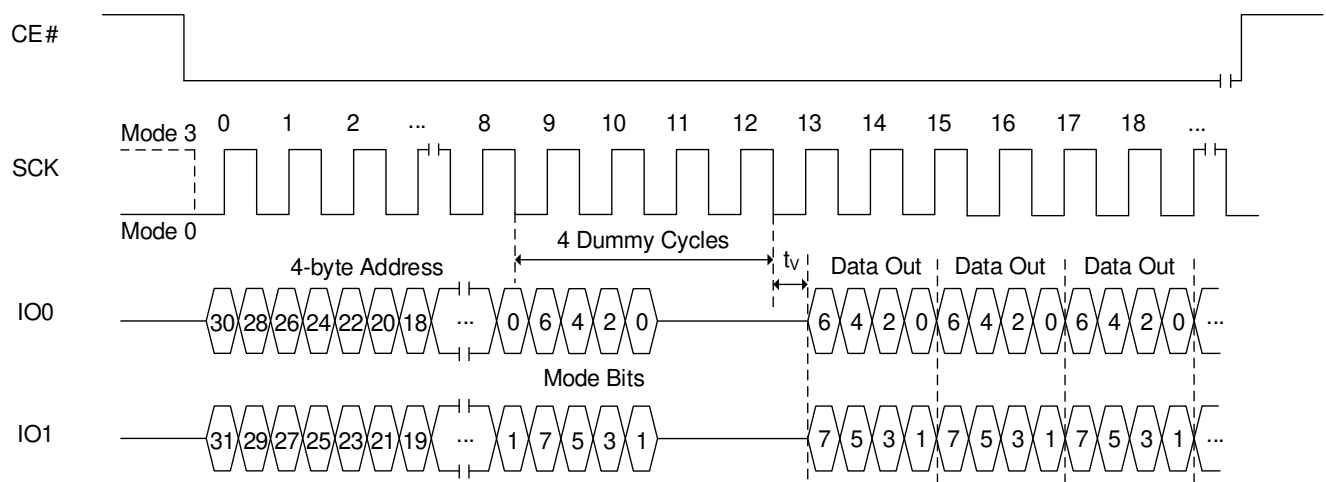 CE#
Mode 3 0 1 2 ... 8 9 10 11 12 13 14 15 16 17 18 ...
SCK
Mode 0
4 Dummy Cycles
4-byte Address tV Data Out Data Out Data Out
IO0 30 28 26 24 22 20 18 ... 0 6 4 2 0 6 4 2 0 6 4 2 0 6 4 2 0 ...
Mode Bits
IO1 31 29 27 25 23 21 19 ... 1 7 5 3 1 7 5 3 1 7 5 3 1 7 5 3 1 ...